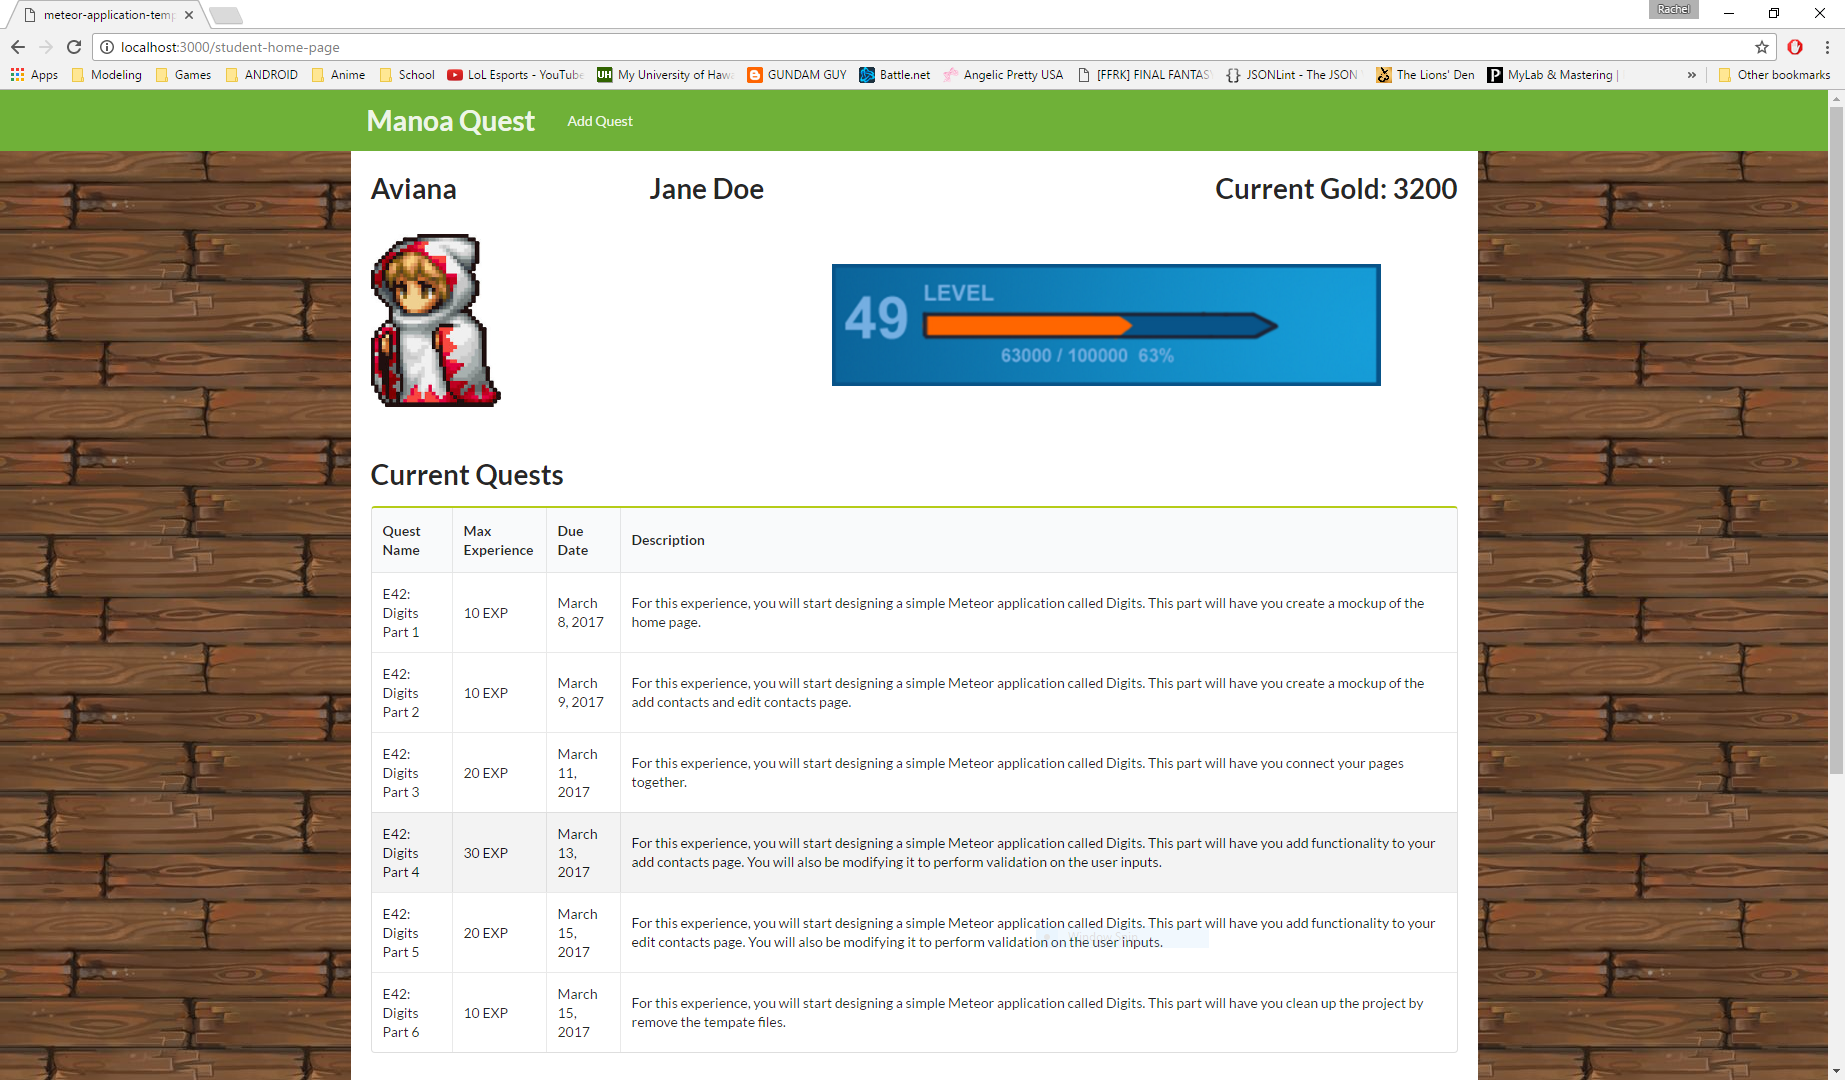 meteor-application-temp
Rachel
localhost:3000/student-home-page
Apps Modeling Games ANDROID Anime School LoL Esports - YouTube My University of Hawa GUNDAM GUY Battle.net Angelic Pretty USA [FFRK] FINAL FANTASY JSONLint - The JSON The Lions' Den MyLab & Mastering | » Other bookmarks
Manoa Quest Add Quest
Aviana Jane Doe Current Gold: 3200
LEVEL
49
63000 / 100000 63%
Current Quests
Quest Name
Max Experience
Due Date
Description
E42: Digits Part 1
10 EXP
March 8, 2017
For this experience, you will start designing a simple Meteor application called Digits. This part will have you create a mockup of the
home page.
E42: Digits Part 2
10 EXP
March 9, 2017
For this experience, you will start designing a simple Meteor application called Digits. This part will have you create a mockup of the
add contacts and edit contacts page.
E42: Digits Part 3
20 EXP
March 11, 2017
For this experience, you will start designing a simple Meteor application called Digits. This part will have you connect your pages
together.
E42: Digits Part 4
30 EXP
March 13, 2017
For this experience, you will start designing a simple Meteor application called Digits. This part will have you add functionality to your
add contacts page. You will also be modifying it to perform validation on the user inputs.
E42: Digits Part 5
20 EXP
March 15, 2017
For this experience, you will start designing a simple Meteor application called Digits. This part will have you add functionality to your
edit contacts page. You will also be modifying it to perform validation on the user inputs.
E42: Digits Part 6
10 EXP
March 15, 2017
For this experience, you will start designing a simple Meteor application called Digits. This part will have you clean up the project by
remove the tempate files.